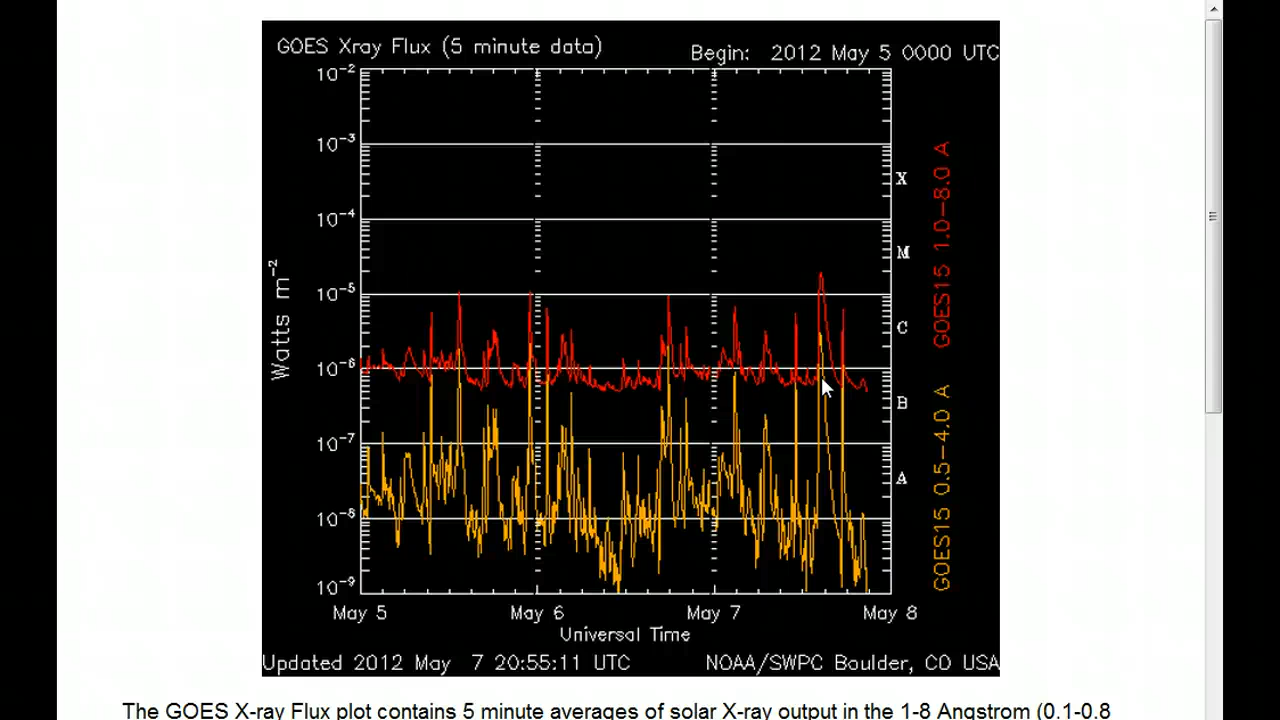 GOES Xray Flux (5 minute data)
Begin: 2012 May 5 0000 UTC
10-2
10-3
10-4
10-5
10-6
10-7
10-8
10-9
Watts m-2
X
M
C
B
A
GOES15 1.0-8.0 A
GOES15 0.5-4.0 A
May 5 May 6 May 7 May 8
Universal Time
Updated 2012 May 7 20:55:11 UTC
NOAA/SWPC Boulder, CO USA
The GOES X-ray Flux plot contains 5 minute averages of solar X-ray output in the 1-8 Angstrom (0.1-0.8